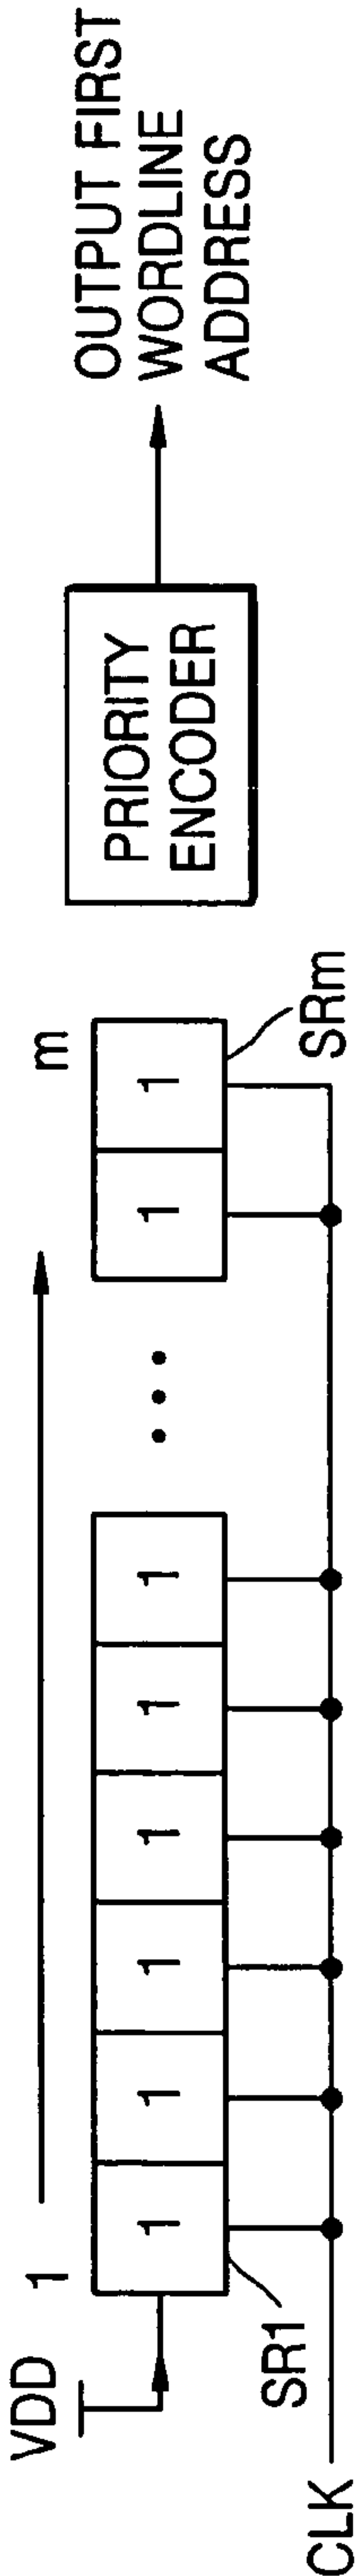 VDD
1
m
1 1 1 1 1 1 ••• 1 1
SR1
SRm
CLK
PRIORITY
ENCODER
OUTPUT FIRST
WORDLINE
ADDRESS